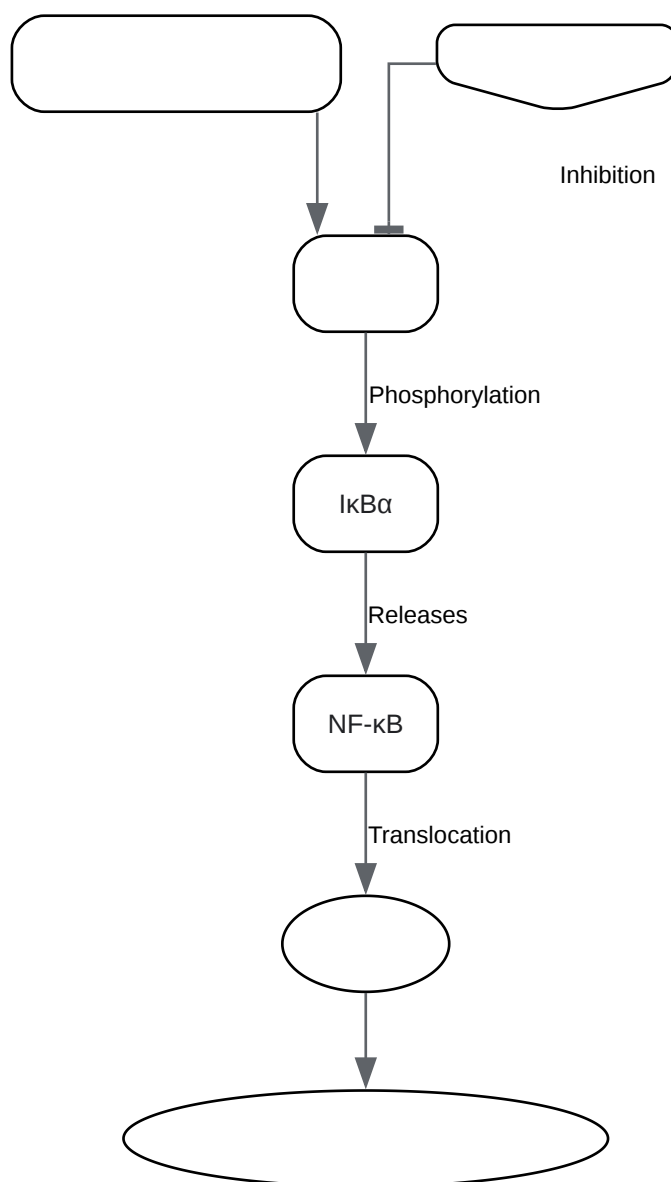 Inhibition
Phosphorylation
IκBα
Releases
NF-κB
Translocation